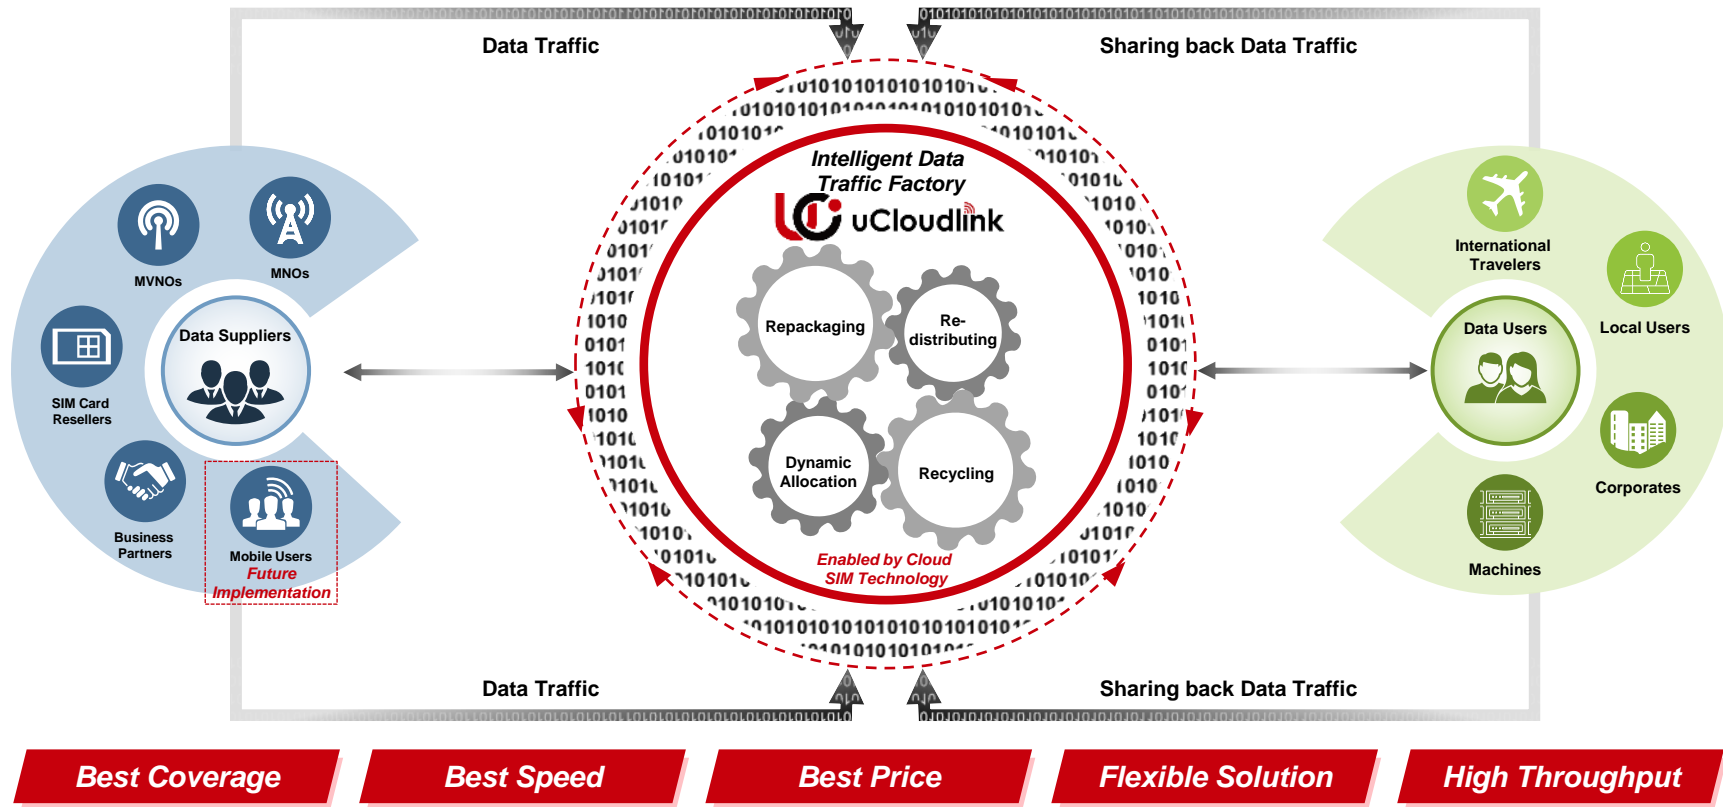 Data Traffic
Sharing back Data Traffic
Intelligent Data
Traffic Factory
uCloudlink
MVNOs
MNOs
SIM Card
Resellers
Data Suppliers
Business
Partners
Mobile Users
Future
Implementation
Repackaging
Re-
distributing
Dynamic
Allocation
Recycling
Enabled by Cloud
SIM Technology
International
Travelers
Local Users
Data Users
Corporates
Machines
Data Traffic
Sharing back Data Traffic
Best Coverage
Best Speed
Best Price
Flexible Solution
High Throughput